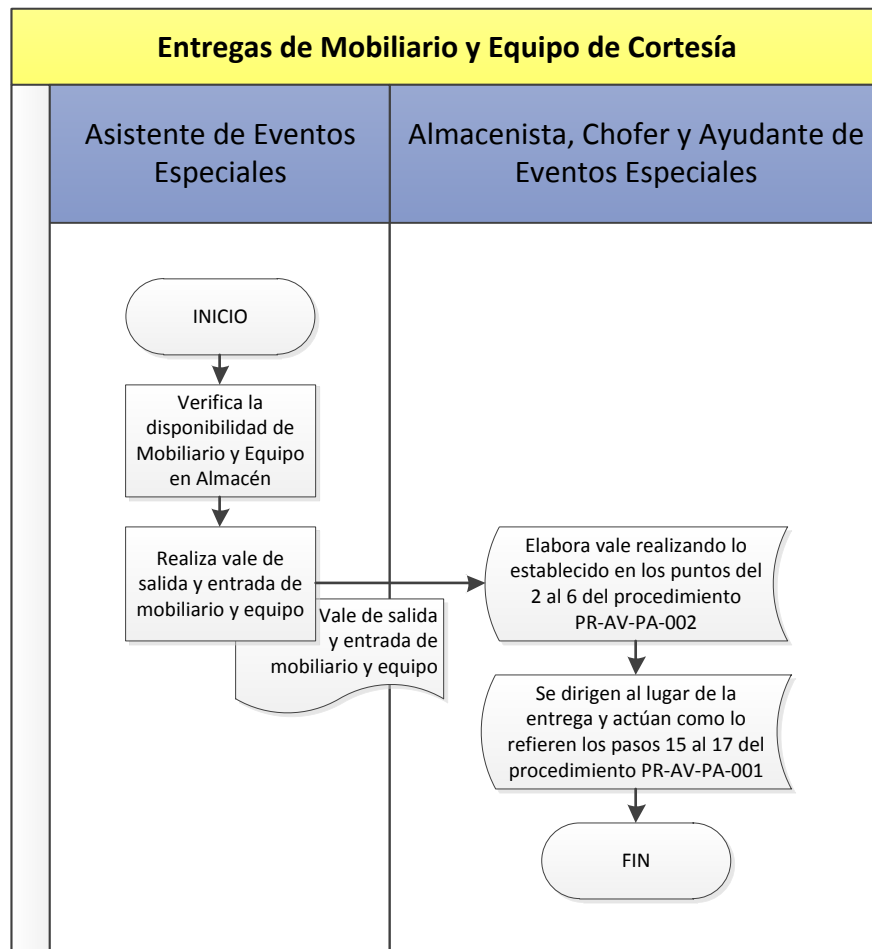 Entregas de Mobiliario y Equipo de Cortesía
Asistente de Eventos
Especiales
Almacenista, Chofer y Ayudante de
Eventos Especiales
INICIO
Verifica la
disponibilidad de
Mobiliario y Equipo
en Almacén
Realiza vale de
salida y entrada de
mobiliario y equipo
Vale de salida
y entrada de
mobiliario y equipo
Elabora vale realizando lo
establecido en los puntos del
2 al 6 del procedimiento
PR-AV-PA-002
Se dirigen al lugar de la
entrega y actúan como lo
refieren los pasos 15 al 17 del
procedimiento PR-AV-PA-001
FIN